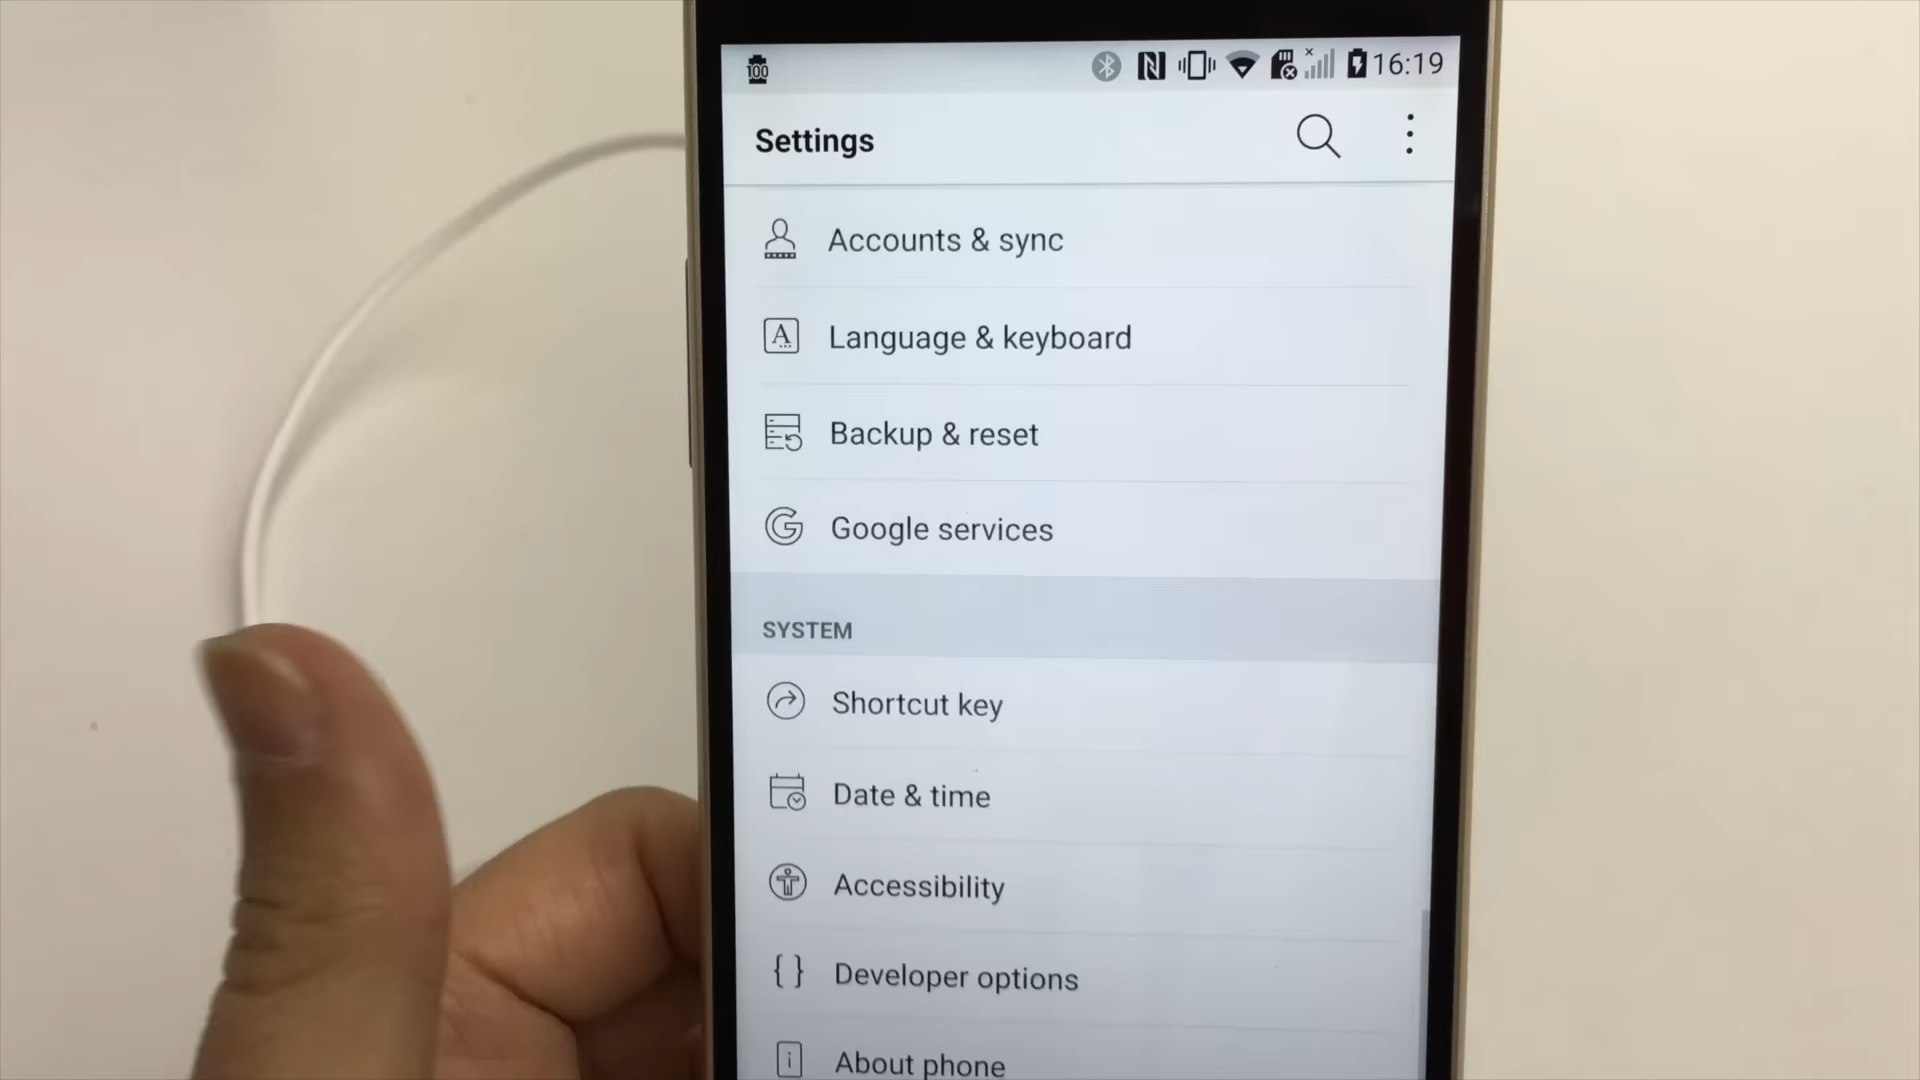 100 16:19
Settings
Accounts & sync
A Language & keyboard
Backup & reset
G Google services
SYSTEM
Shortcut key
Date & time
Accessibility
{ } Developer options
i About phone